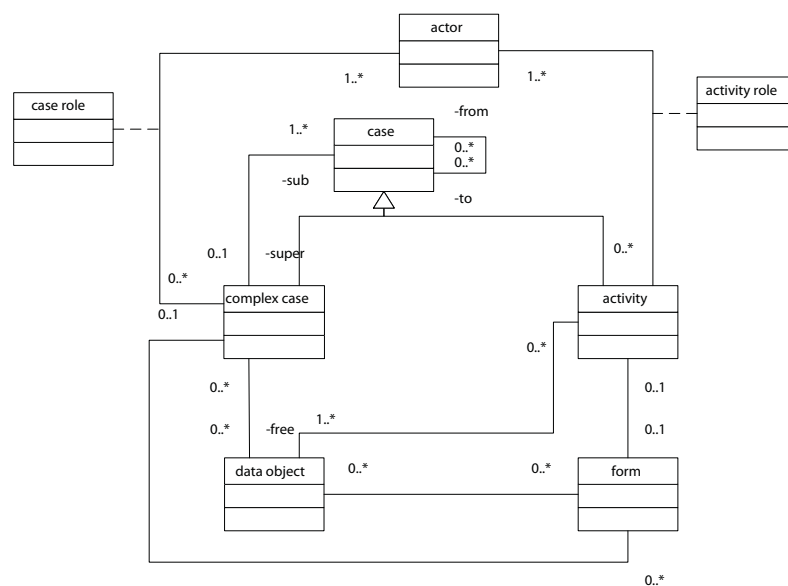 actor
1..*
1..*
case role
activity role
-from
1..*
case
0..*
0..*
-sub
-to
0..1
-super
0..*
0..*
complex case
activity
0..1
0..*
0..*
0..1
1..*
0..*
-free
0..1
data object
0..*
0..*
form
0..*